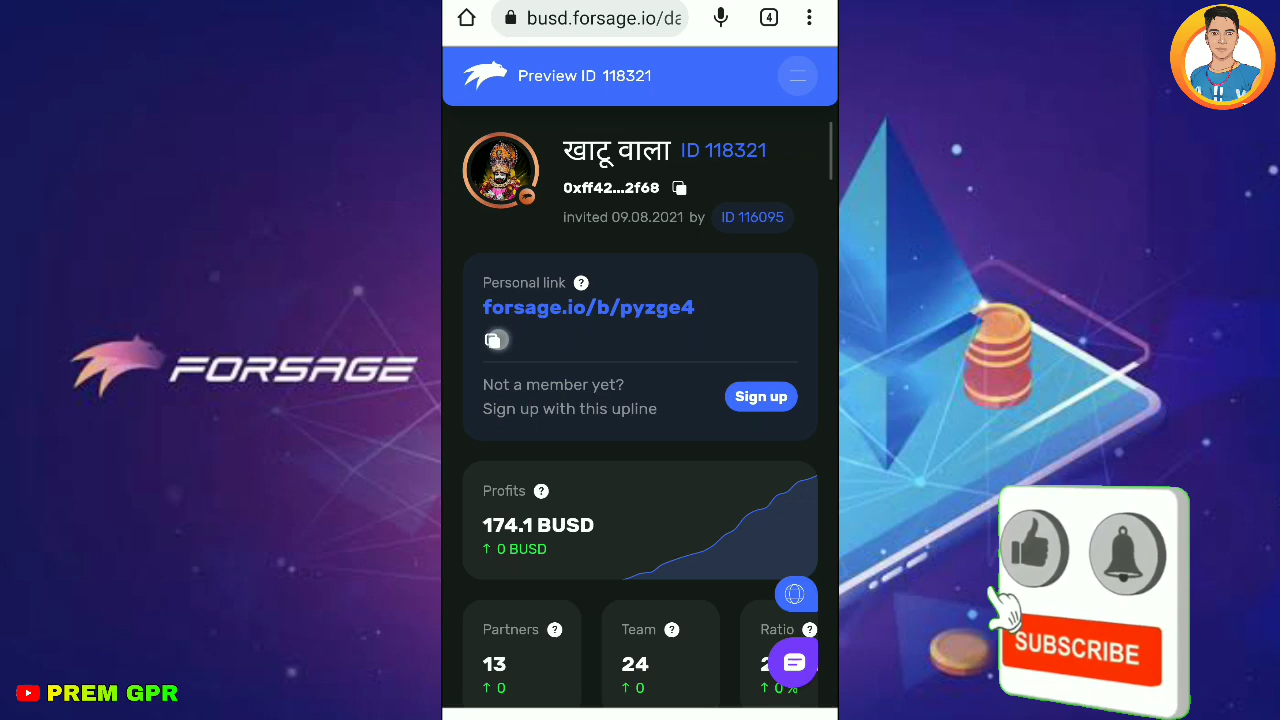 busd.forsage.io/da
4
Preview ID 118321
खाटू वाला ID 118321
0xff42...2f68
invited 09.08.2021 by ID 116095
Personal link ?
forsage.io/b/pyzge4
Not a member yet?
Sign up with this upline
Sign up
Profits ?
174.1 BUSD
↑ 0 BUSD
Partners ?
13
↑ 0
Team ?
24
↑ 0
Ratio ?
↑ 0 %
FORSAGE
SUBSCRIBE
PREM GPR